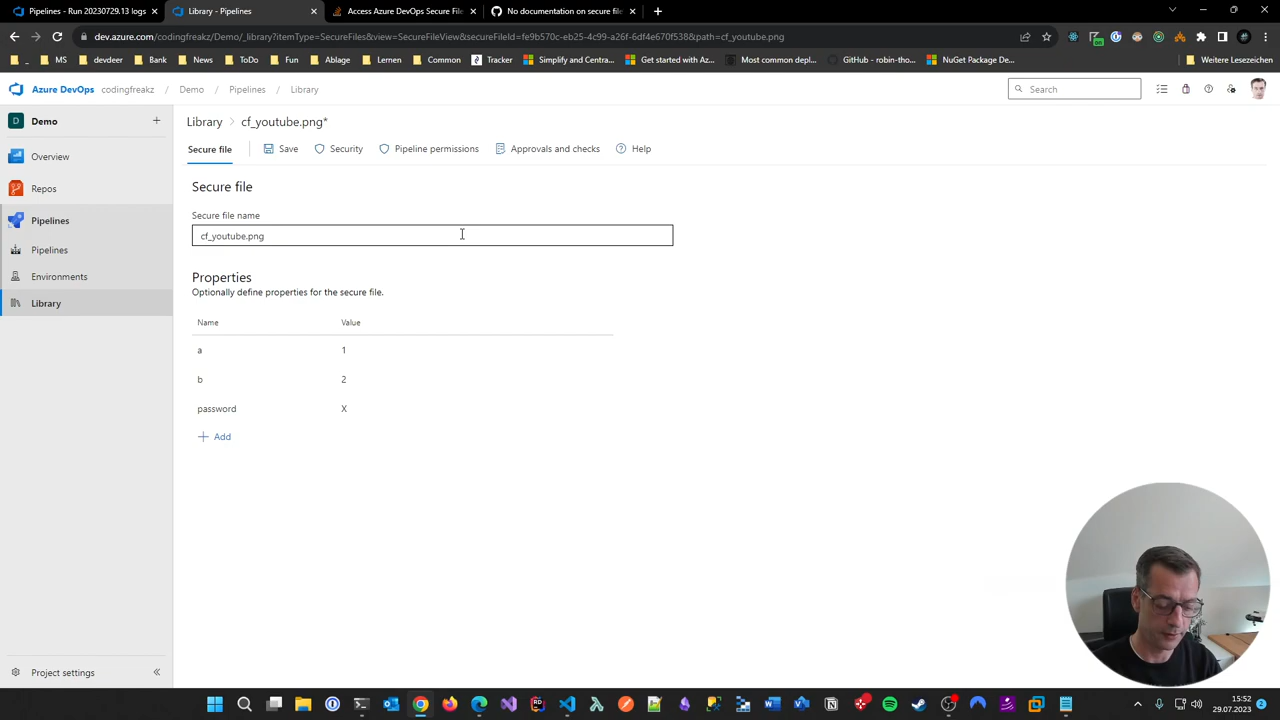 Pipelines - Run 20230729.13 logs
Library - Pipelines
Access Azure DevOps Secure File
No documentation on secure file
dev.azure.com/codingfreakz/Demo/_library?itemType=SecureFiles&view=SecureFileView&secureFileId=fe9b570c-eb25-4c99-a26f-6df4e670f538&path=cf_youtube.png
MS
devdeer
Bank
News
ToDo
Fun
Ablage
Lernen
Common
Tracker
Simplify and Centra...
Get started with Az...
Most common depl...
GitHub - robin-tho...
NuGet Package De...
Weitere Lesezeichen
Azure DevOps codingfreakz / Demo / Pipelines / Library
Search
D Demo
Overview
Repos
Pipelines
Pipelines
Environments
Library
Project settings
Library > cf_youtube.png*
Secure file
Save
Security
Pipeline permissions
Approvals and checks
Help
Secure file
Secure file name
cf_youtube.png
Properties
Optionally define properties for the secure file.
Name Value
a 1
b 2
password X
+ Add
15:52
29.07.2023
2